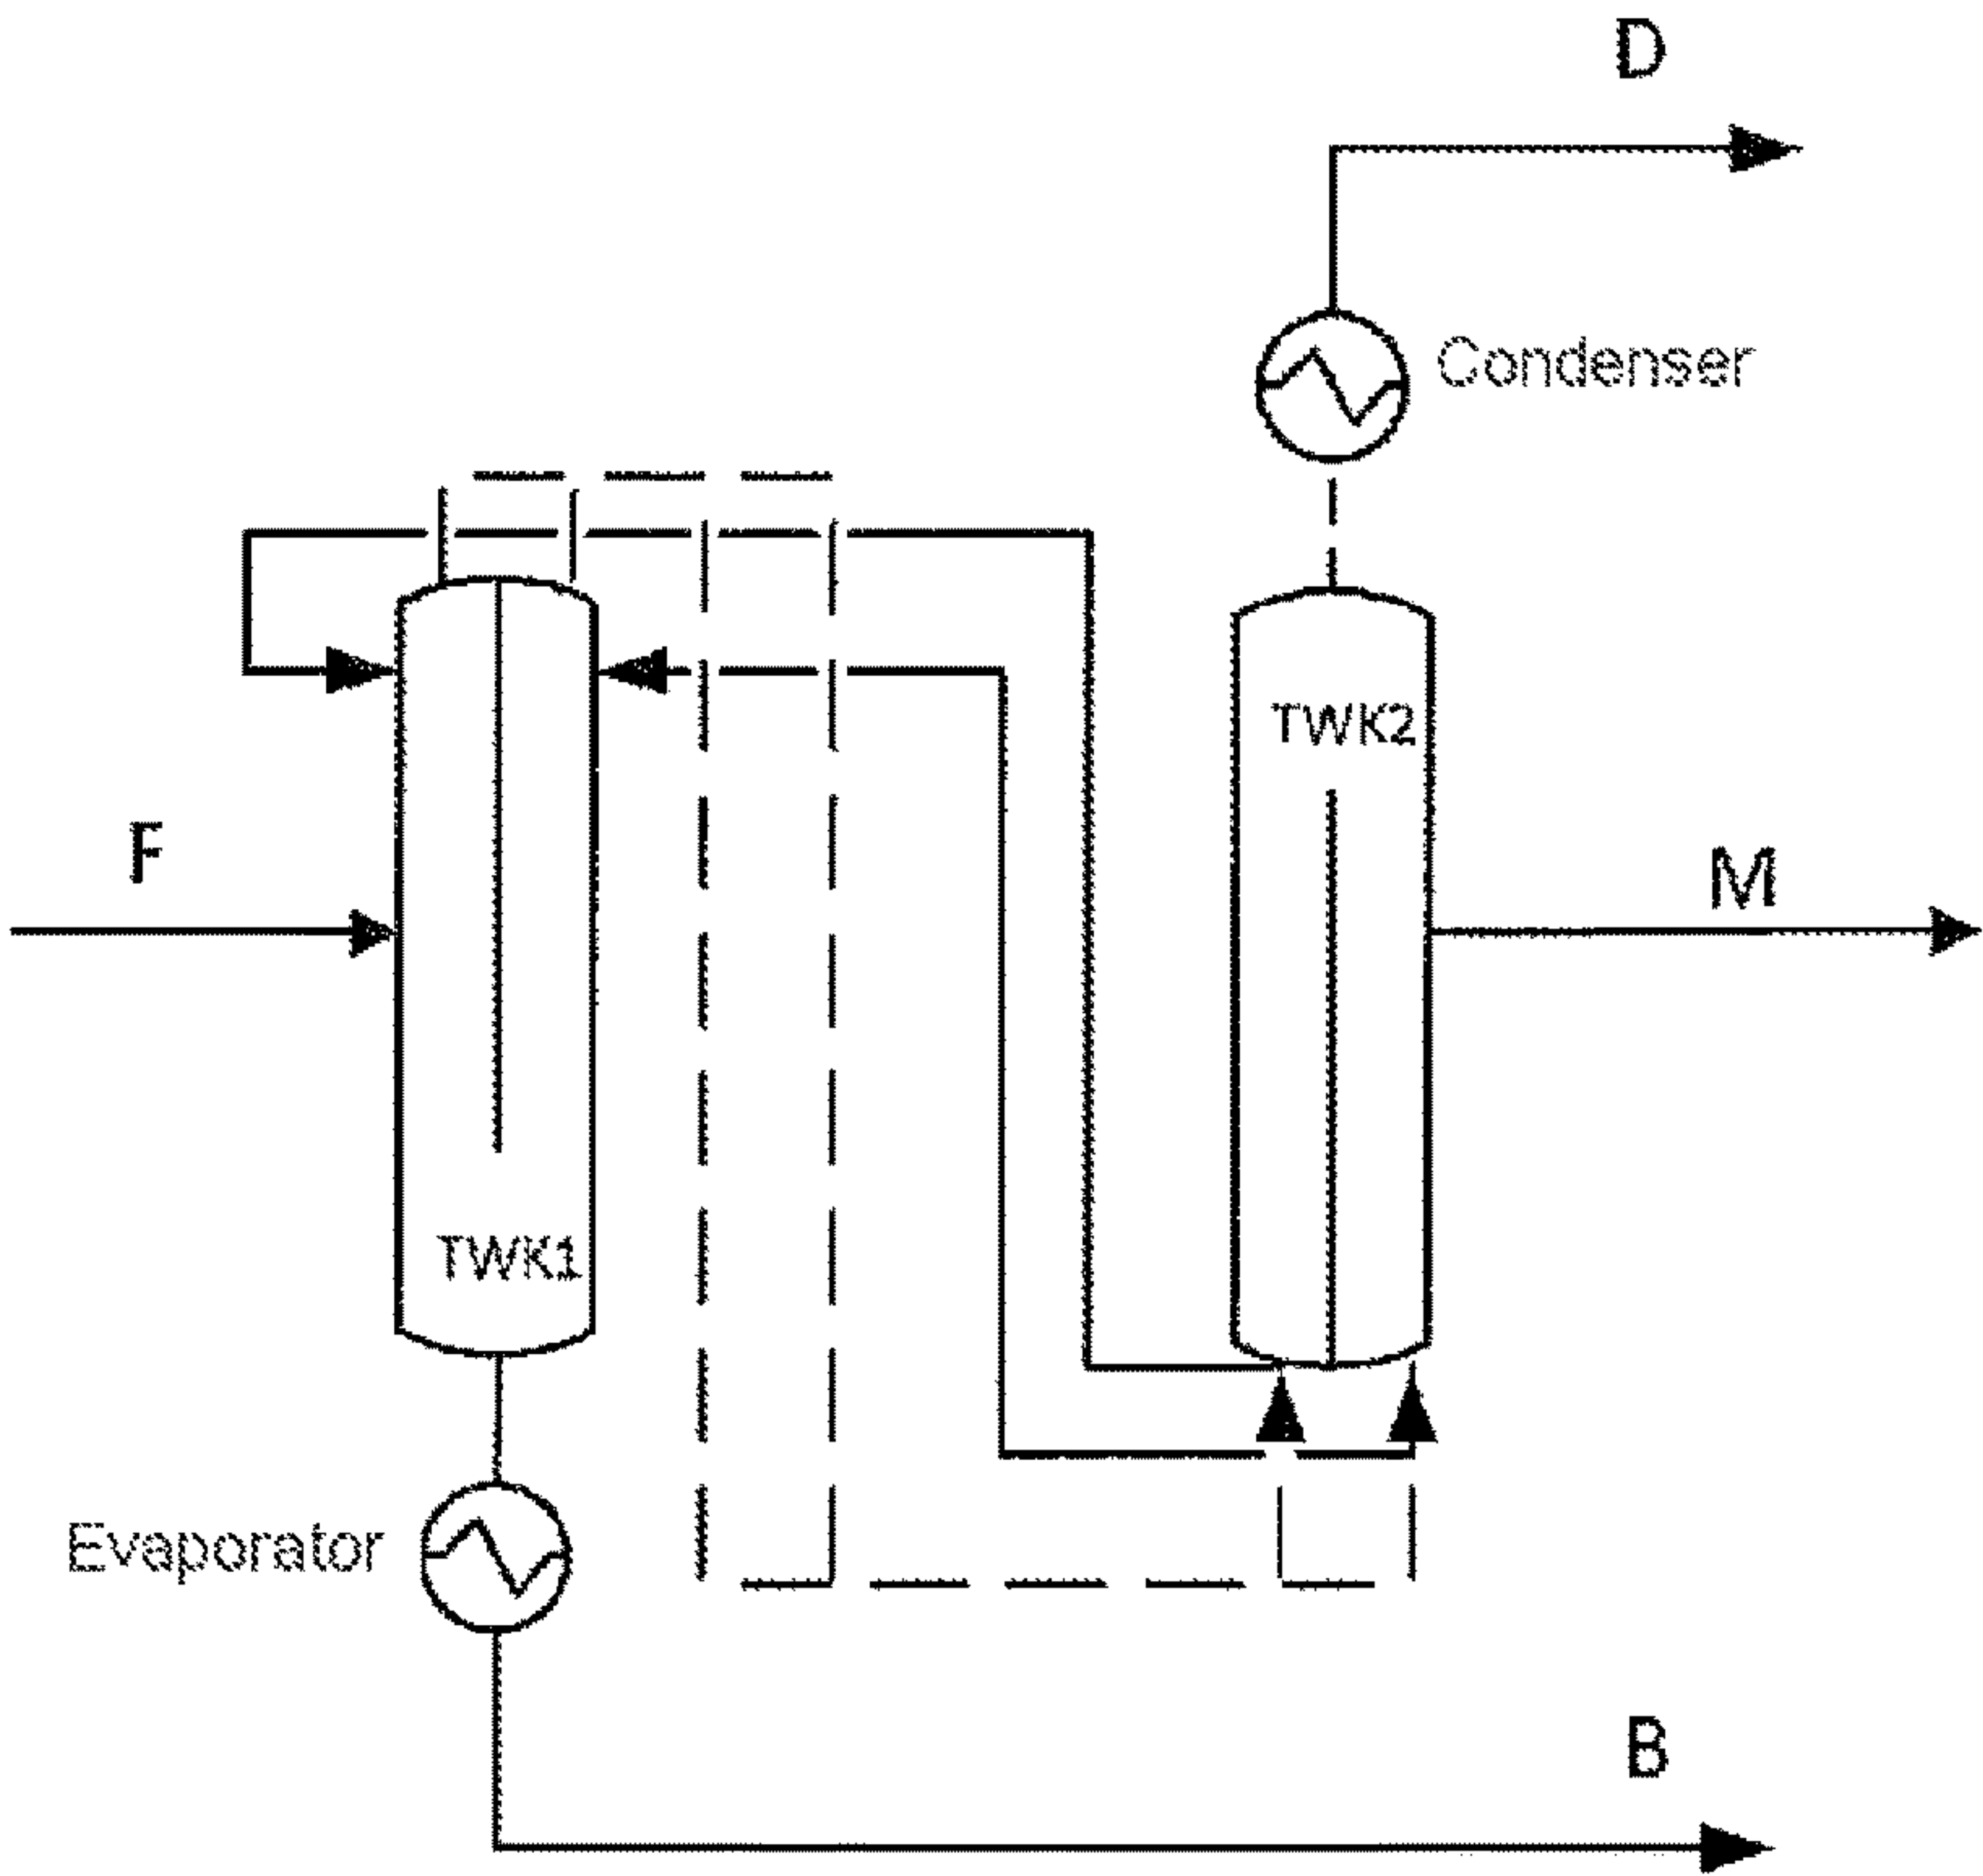 D
Condenser
TWK2
F
M
TWK1
Evaporator
B